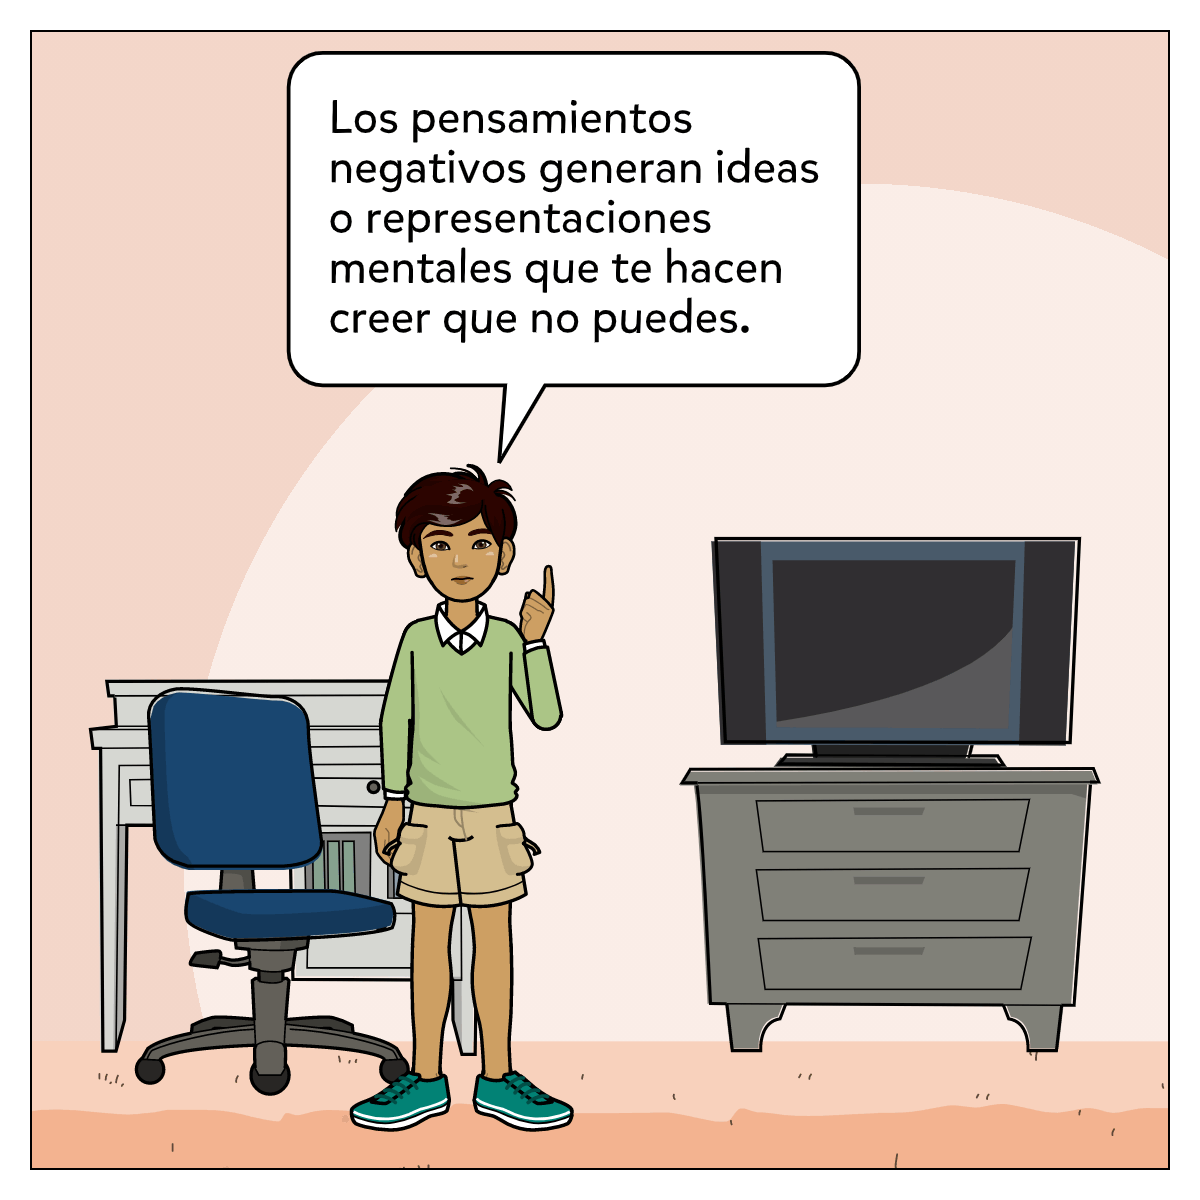 Los pensamientos
negativos generan ideas
o representaciones
mentales que te hacen
creer que no puedes.